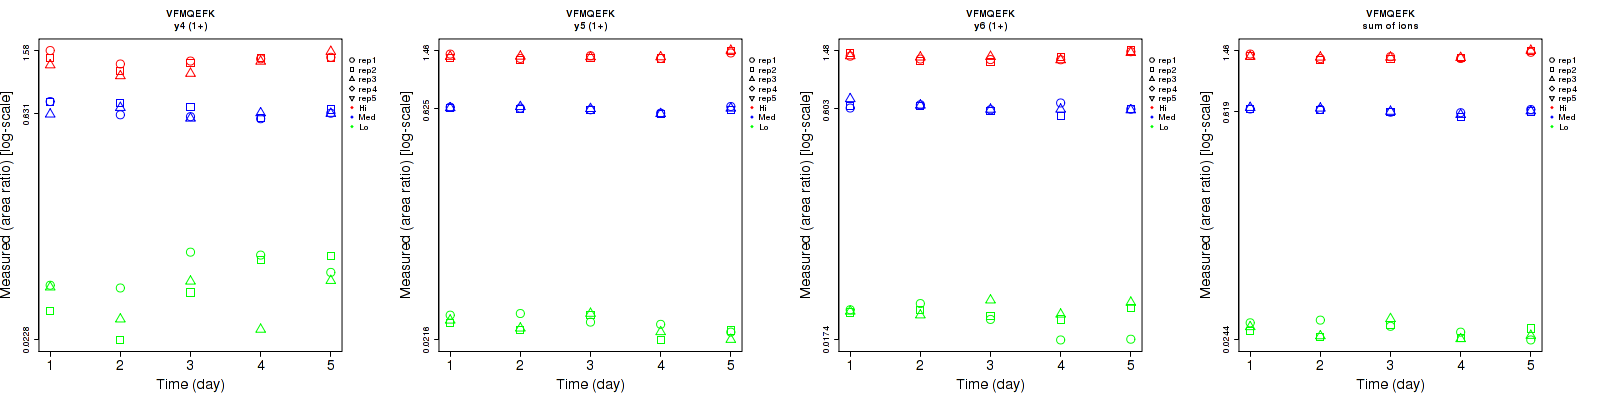 VFMQEFK
y4 (1+)
Measured (area ratio) [log-scale]
1.58
0.631
0.0228
1 2 3 4 5
Time (day)
rep1
rep2
rep3
rep4
rep5
Hi
Med
Lo
VFMQEFK
y5 (1+)
Measured (area ratio) [log-scale]
1.46
0.625
0.0216
1 2 3 4 5
Time (day)
rep1
rep2
rep3
rep4
rep5
Hi
Med
Lo
VFMQEFK
y6 (1+)
Measured (area ratio) [log-scale]
1.48
0.603
0.0174
1 2 3 4 5
Time (day)
rep1
rep2
rep3
rep4
rep5
Hi
Med
Lo
VFMQEFK
sum of ions
Measured (area ratio) [log-scale]
1.46
0.619
0.0244
1 2 3 4 5
Time (day)
rep1
rep2
rep3
rep4
rep5
Hi
Med
Lo